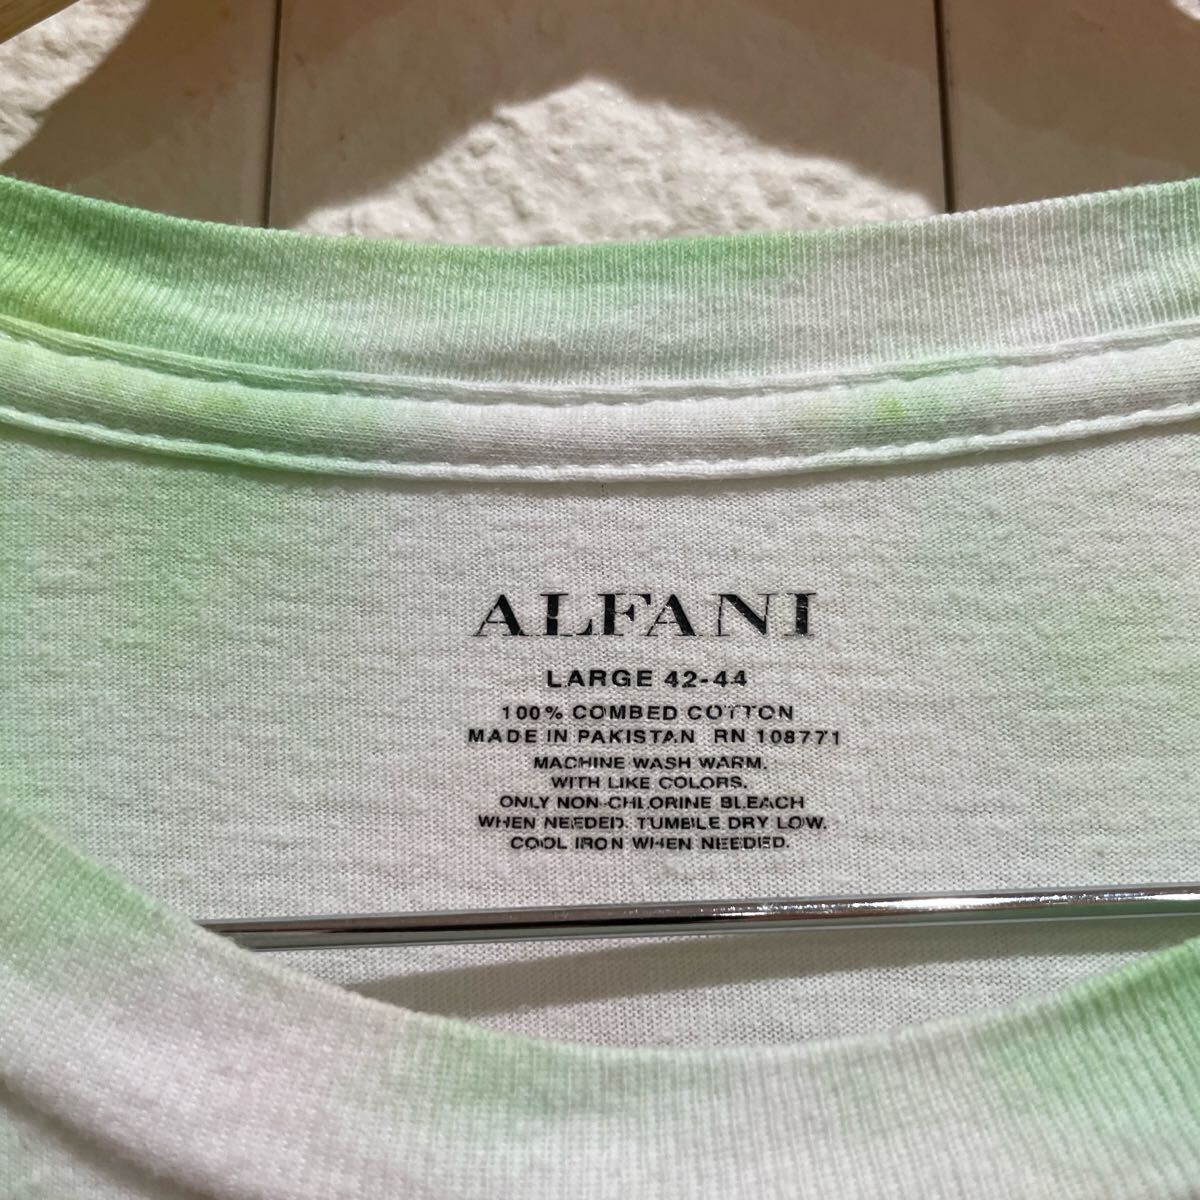 ALFANI
LARGE 42-44
100% COMBED COTTON
MADE IN PAKISTAN RN 108771
MACHINE WASH WARM.
WITH LIKE COLORS.
ONLY NON-CHLORINE BLEACH
WHEN NEEDED. TUMBLE DRY LOW.
COOL IRON WHEN NEEDED.